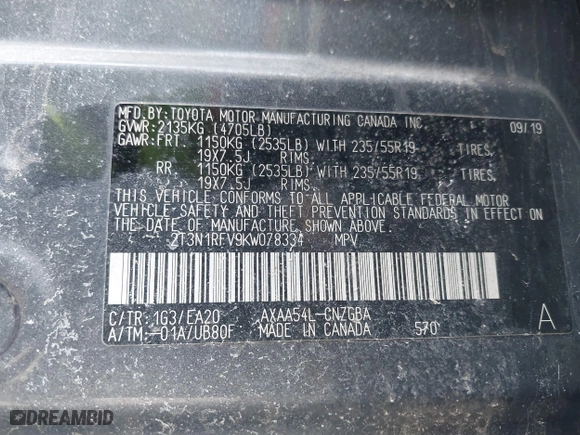 MFD.BY:TOYOTA MOTOR MANUFACTURING CANADA INC.
GVWR:2135KG (4705LB) 09/19
GAWR:FRT. 1150KG (2535LB) WITH 235/55R19 TIRES.
19X7.5J RIMS.
RR. 1150KG (2535LB) WITH 235/55R19 TIRES.
19X7.5J RIMS.
THIS VEHICLE CONFORMS TO ALL APPLICABLE FEDERAL MOTOR
VEHICLE SAFETY AND THEFT PREVENTION STANDARDS IN EFFECT ON
THE DATE OF MANUFACTURE SHOWN ABOVE.
2T3N1RFV9KW078334 MPV
C/TR:1G3/EA20 AXAA54L-CNZGBA
A/TM:-01A/UB80F MADE IN CANADA 570 A
DREAMBID